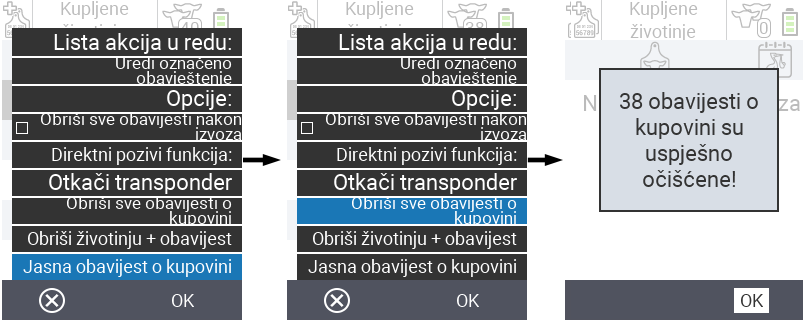 Kupljene
životinje
Lista akcija u redu:
Uredi označeno
obavještenje
Opcije:
Obriši sve obavijesti nakon
izvoza
Direktni pozivi funkcija:
Otkači transponder
Obriši sve obavijesti o
kupovini
Obriši životinju + obavijest
Jasna obavijest o kupovini
OK
Kupljene
životinje
38
Lista akcija u redu:
Uredi označeno
obavještenje
Opcije:
Obriši sve obavijesti nakon
izvoza
Direktni pozivi funkcija:
Otkači transponder
Obriši sve obavijesti o
kupovini
Obriši životinju + obavijest
Jasna obavijest o kupovini
OK
Kupljene
životinje
0
38 obavijesti o
kupovini su
uspješno
očišćene!
OK